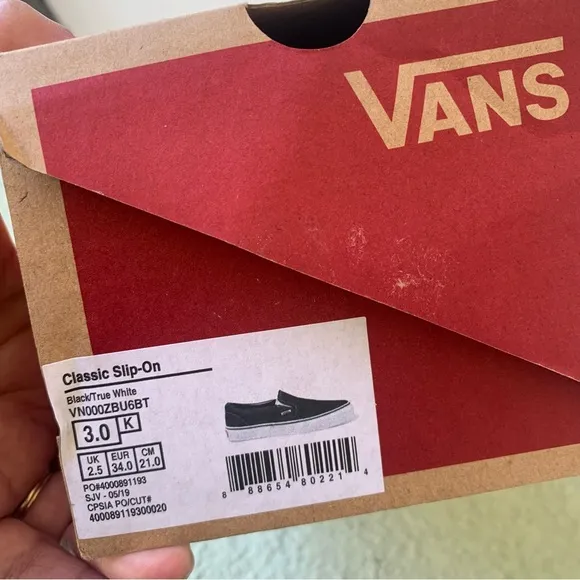 VANS
Classic Slip-On
Black/True White
VN000ZBU6BT
3.0 K
UK EUR CM
2.5 34.0 21.0
PO#4000891193
SJV - 05/19
CPSIA PO/CUT#
400089119300020
8 88654 80221 4